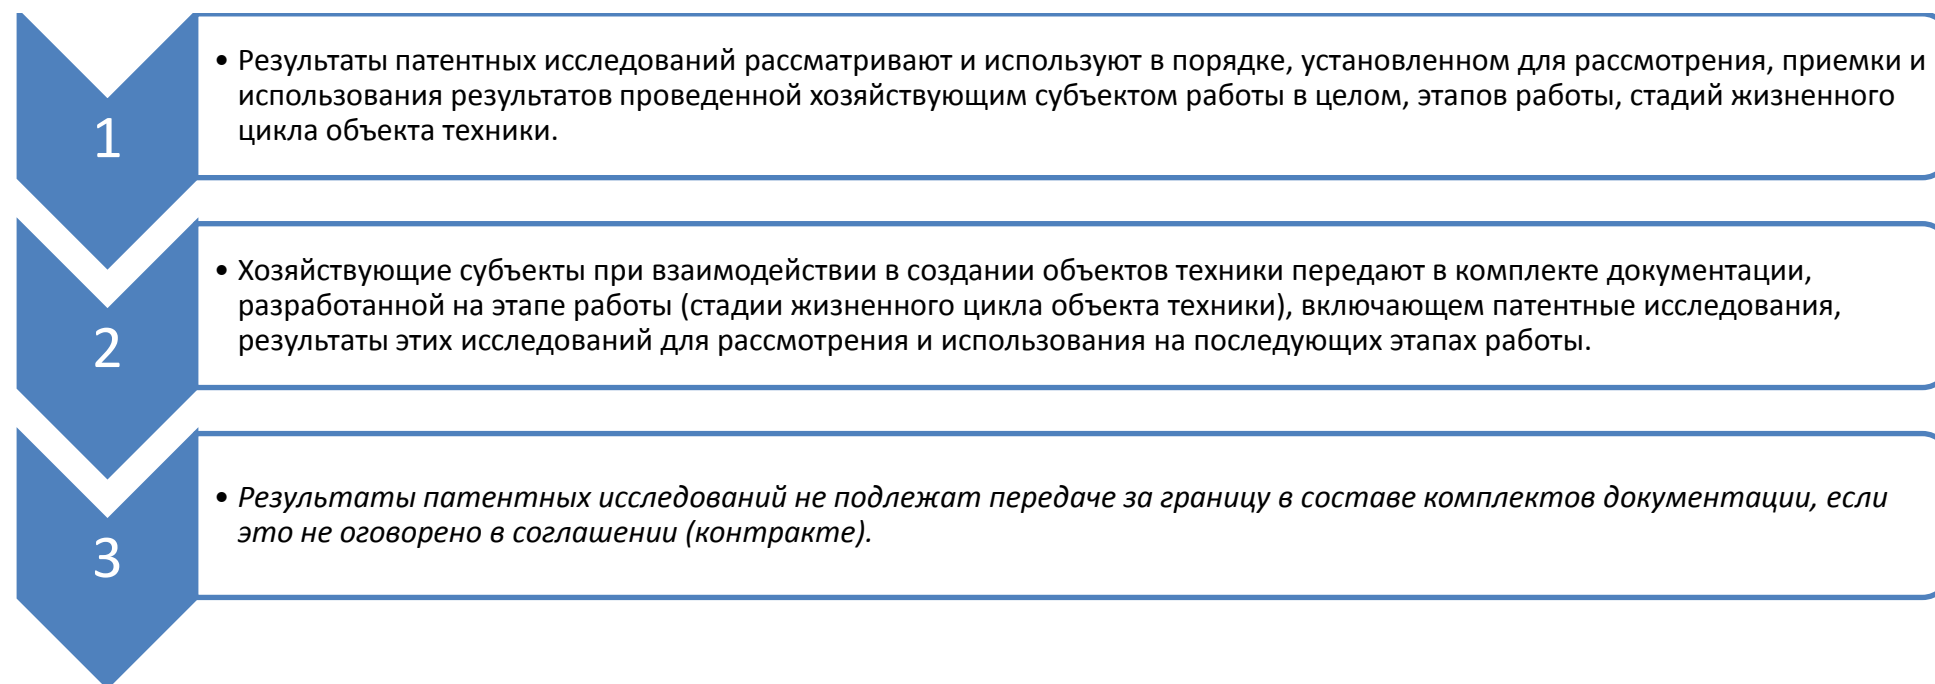 1
• Результаты патентных исследований рассматривают и используют в порядке, установленном для рассмотрения, приемки и
использования результатов проведенной хозяйствующим субъектом работы в целом, этапов работы, стадий жизненного
цикла объекта техники.
2
• Хозяйствующие субъекты при взаимодействии в создании объектов техники передают в комплекте документации,
разработанной на этапе работы (стадии жизненного цикла объекта техники), включающем патентные исследования,
результаты этих исследований для рассмотрения и использования на последующих этапах работы.
3
• Результаты патентных исследований не подлежат передаче за границу в составе комплектов документации, если
это не оговорено в соглашении (контракте).